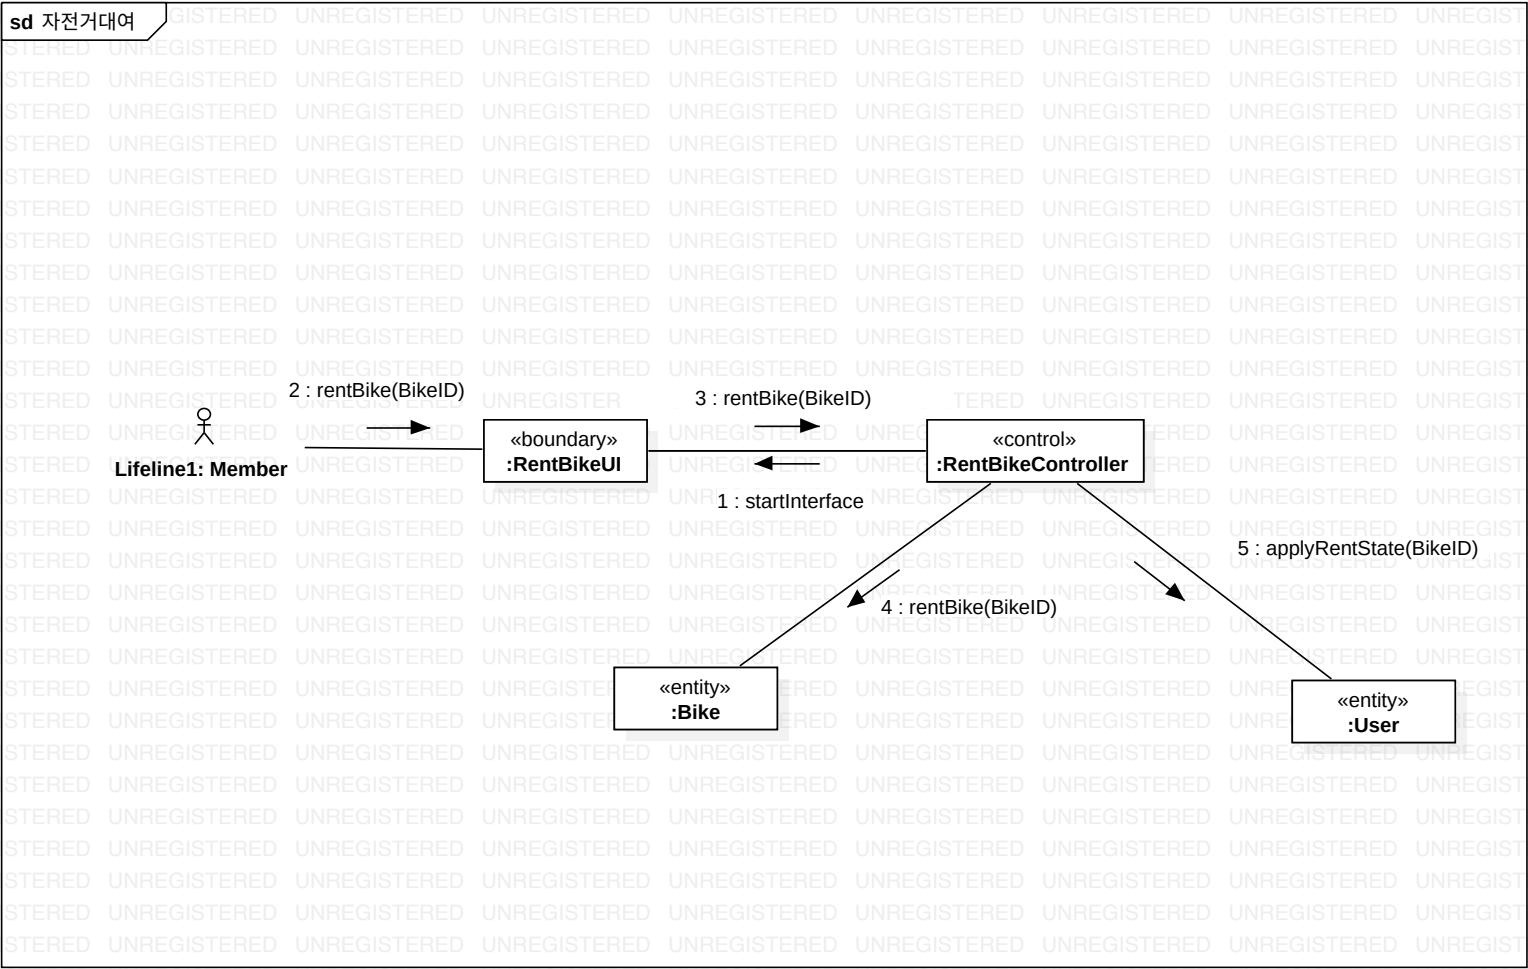 sd 자전거대여
2 : rentBike(BikeID)
3 : rentBike(BikeID)
Lifeline1: Member
«boundary»
:RentBikeUI
«control»
:RentBikeController
1 : startInterface
5 : applyRentState(BikeID)
4 : rentBike(BikeID)
«entity»
:Bike
«entity»
:User
UNREGISTERED